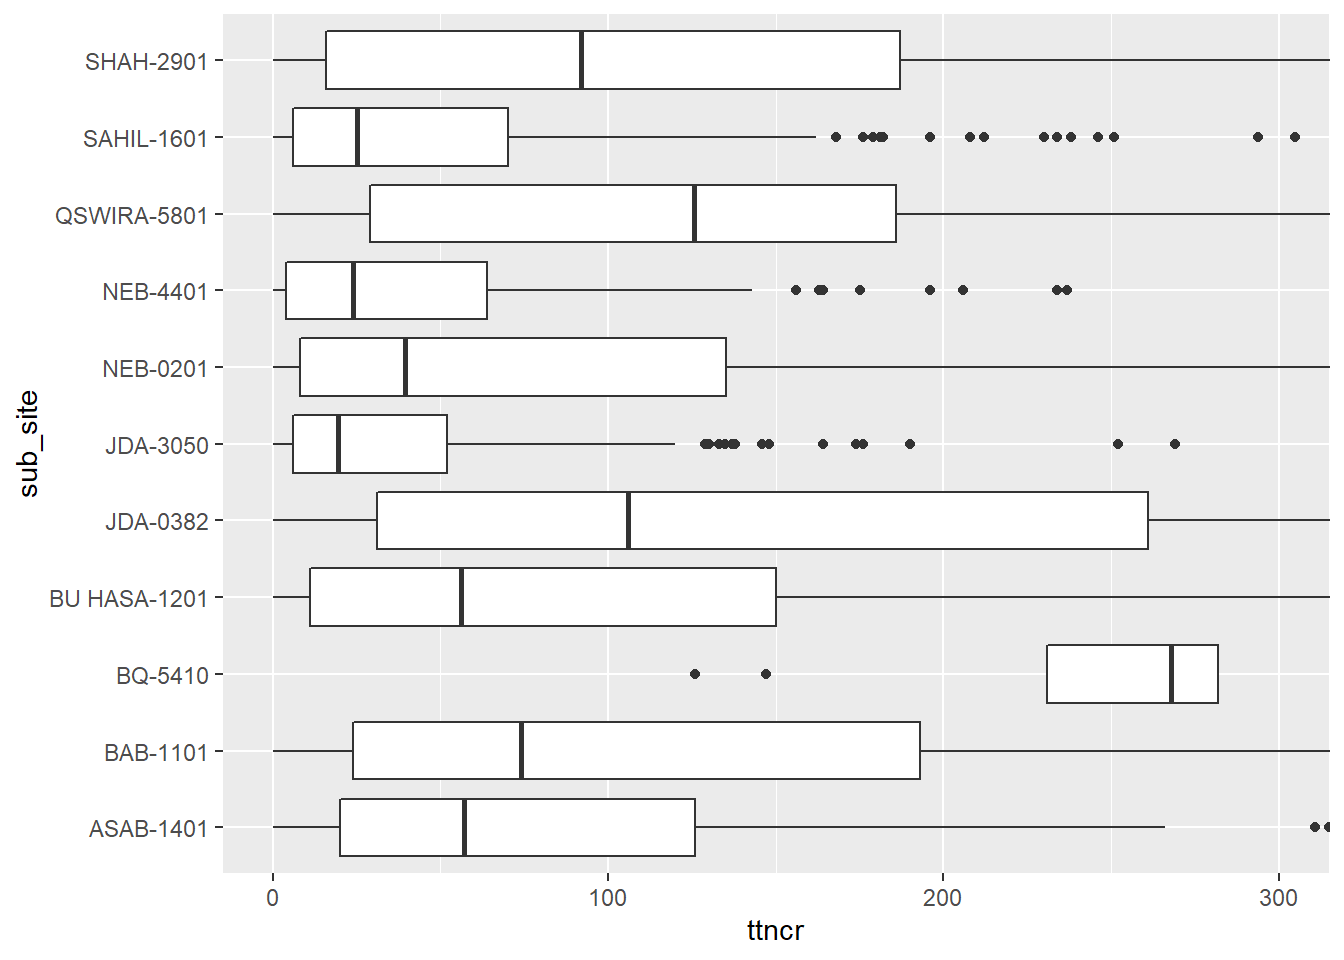 SHAH-2901
SAHIL-1601
QSWIRA-5801
NEB-4401
NEB-0201
JDA-3050
JDA-0382
BU HASA-1201
BQ-5410
BAB-1101
ASAB-1401
sub_site
0 100 200 300
ttncr